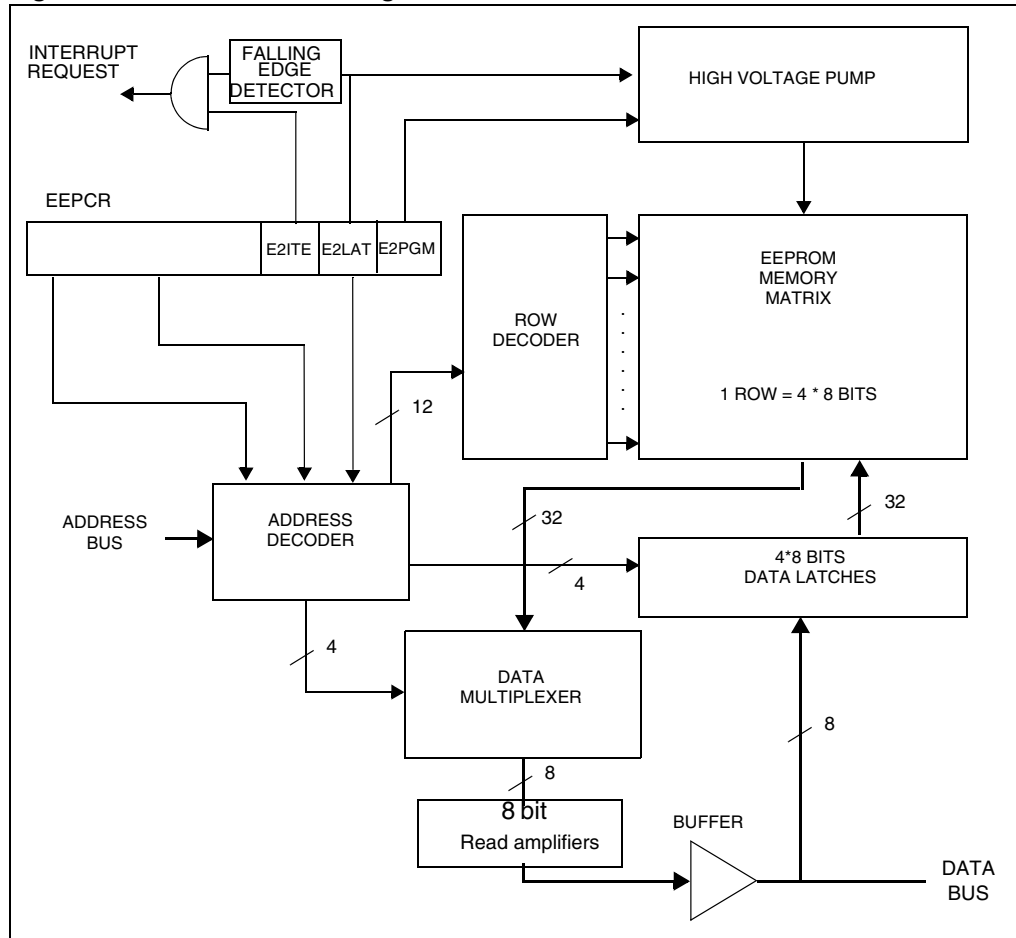 INTERRUPT
REQUEST
FALLING
EDGE
DETECTOR
HIGH VOLTAGE PUMP
EEPCR
E2ITE
E2LAT
E2PGM
ROW
DECODER
EEPROM
MEMORY
MATRIX
1 ROW = 4 * 8 BITS
12
ADDRESS
BUS
ADDRESS
DECODER
32
32
4
4*8 BITS
DATA LATCHES
4
DATA
MULTIPLEXER
8
8
8 bit
Read amplifiers
BUFFER
DATA
BUS